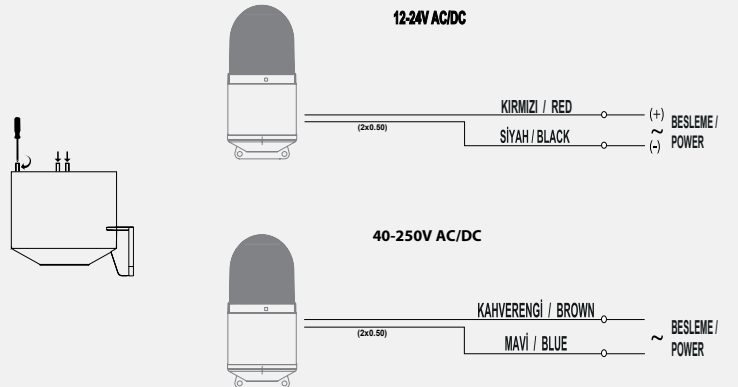 12-24V AC/DC
KIRMIZI / RED
(2x0.50)
SİYAH / BLACK
(+)
~
(-)
BESLEME /
POWER
40-250V AC/DC
KAHVERENGİ / BROWN
(2x0.50)
MAVİ / BLUE
~
BESLEME /
POWER